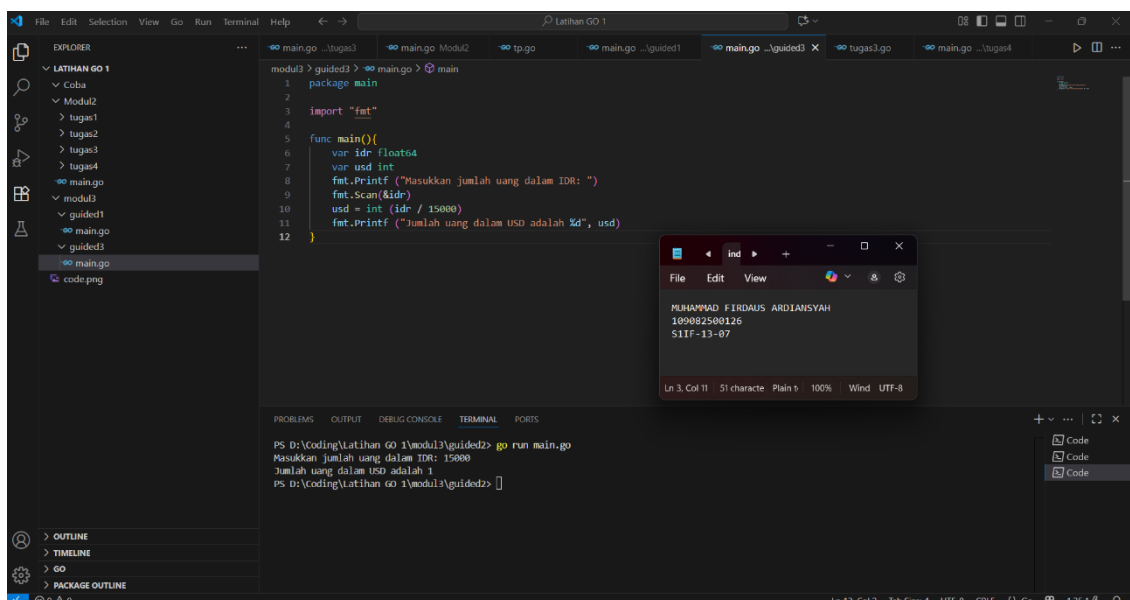 File Edit Selection View Go Run Terminal Help
Latihan GO 1
EXPLORER
LATIHAN GO 1
Coba
Modul2
tugas1
tugas2
tugas3
tugas4
main.go
modul3
guided1
main.go
guided3
main.go
code.png
OUTLINE
TIMELINE
GO
PACKAGE OUTLINE
main.go ...\tugas3 main.go Modul2 tp.go main.go ...\guided1 main.go ...\guided3 tugas3.go main.go ...\tugas4
modul3 > guided3 > main.go > main
1 package main
2
3 import "fmt"
4
5 func main(){
6 var idr float64
7 var usd int
8 fmt.Printf ("Masukkan jumlah uang dalam IDR: ")
9 fmt.Scan(&idr)
10 usd = int (idr / 15000)
11 fmt.Printf ("Jumlah uang dalam USD adalah %d", usd)
12 }
ind
File Edit View
MUHAMMAD FIRDAUS ARDIANSYAH
109082500126
S1IF-13-07
Ln 3, Col 11 51 characte Plain t 100% Wind UTF-8
PROBLEMS OUTPUT DEBUG CONSOLE TERMINAL PORTS
PS D:\Coding\Latihan GO 1\modul3\guided2> go run main.go
Masukkan jumlah uang dalam IDR: 15000
Jumlah uang dalam USD adalah 1
PS D:\Coding\Latihan GO 1\modul3\guided2>
Code
Code
Code